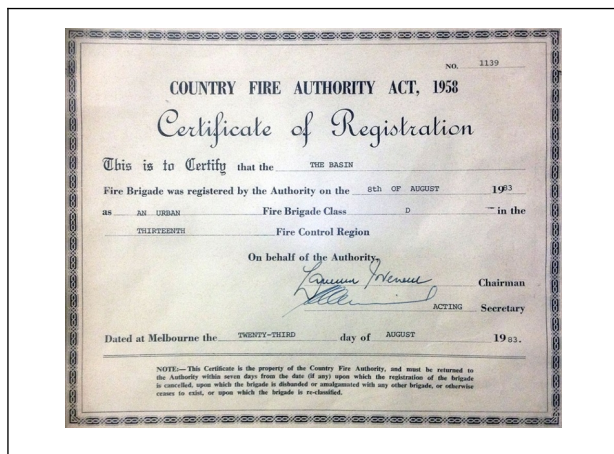 NO. 1139
COUNTRY FIRE AUTHORITY ACT, 1958
Certificate of Registration
This is to Certify that the THE BASIN
Fire Brigade was registered by the Authority on the 8th OF AUGUST 1983
as AN URBAN Fire Brigade Class D in the
THIRTEENTH Fire Control Region
On behalf of the Authority,
Chairman
ACTING Secretary
Dated at Melbourne the TWENTY-THIRD day of AUGUST 1983.
NOTE:—This Certificate is the property of the Country Fire Authority, and must be returned to
the Authority within seven days from the date (if any) upon which the registration of the brigade
is cancelled, upon which the brigade is disbanded or amalgamated with any other brigade, or otherwise
ceases to exist, or upon which the brigade is re-classified.